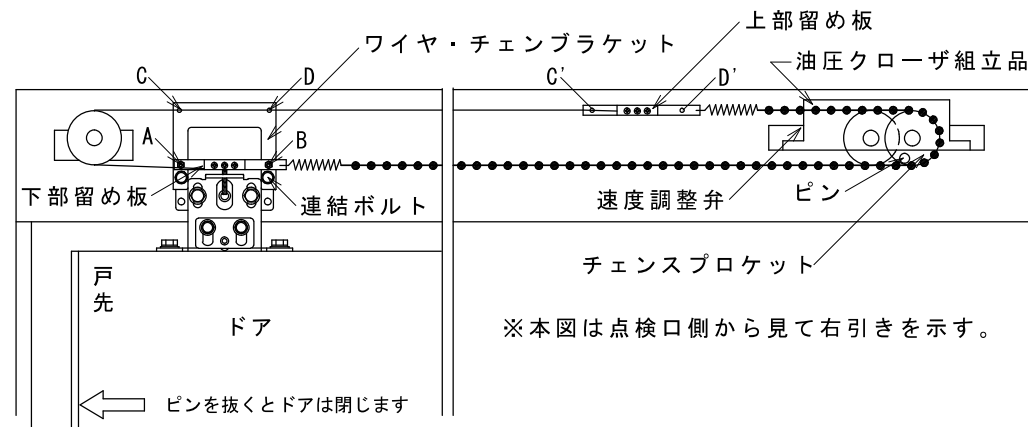 上部留め板
ワイヤ・チェンブラケット
油圧クローザ組立品
C
D
C'
D'
A
B
下部留め板
連結ボルト
速度調整弁
ピン
チェンスプロケット
戸先
ドア
※本図は点検口側から見て右引きを示す。
ピンを抜くとドアは閉じます